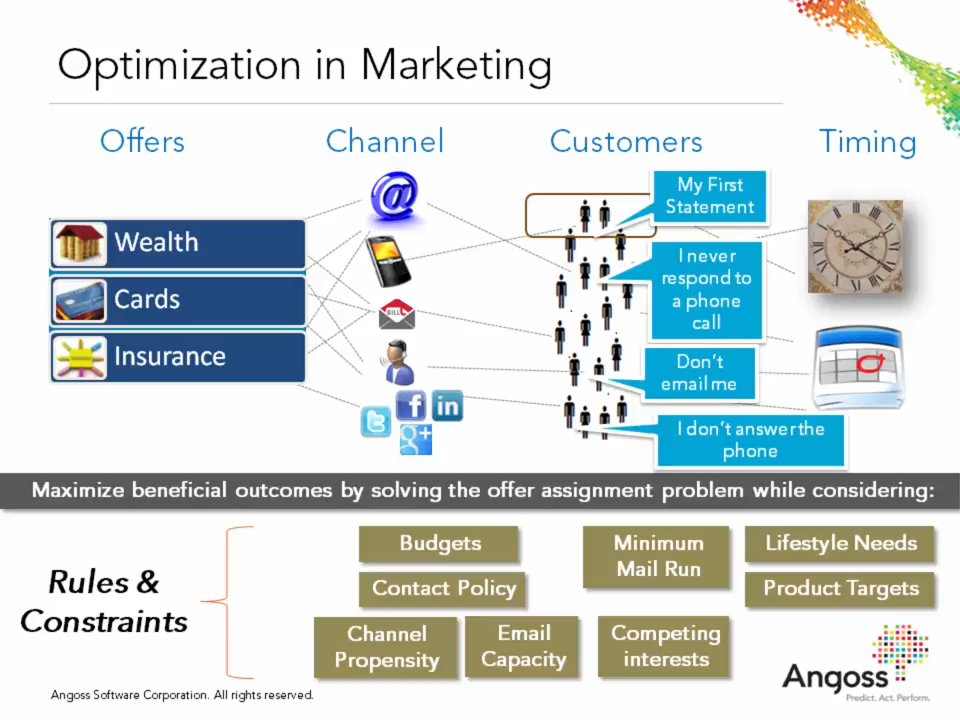 Optimization in Marketing
Offers
Channel
Customers
Timing
Wealth
Cards
Insurance
@
BILL
f
in
t
g+
My First
Statement
I never
respond to
a phone
call
Don't
email me
I don't answer the
phone
Maximize beneficial outcomes by solving the offer assignment problem while considering:
Rules &
Constraints
Budgets
Contact Policy
Channel
Propensity
Email
Capacity
Minimum
Mail Run
Competing
interests
Lifestyle Needs
Product Targets
Angoss
Predict. Act. Perform.
Angoss Software Corporation. All rights reserved.